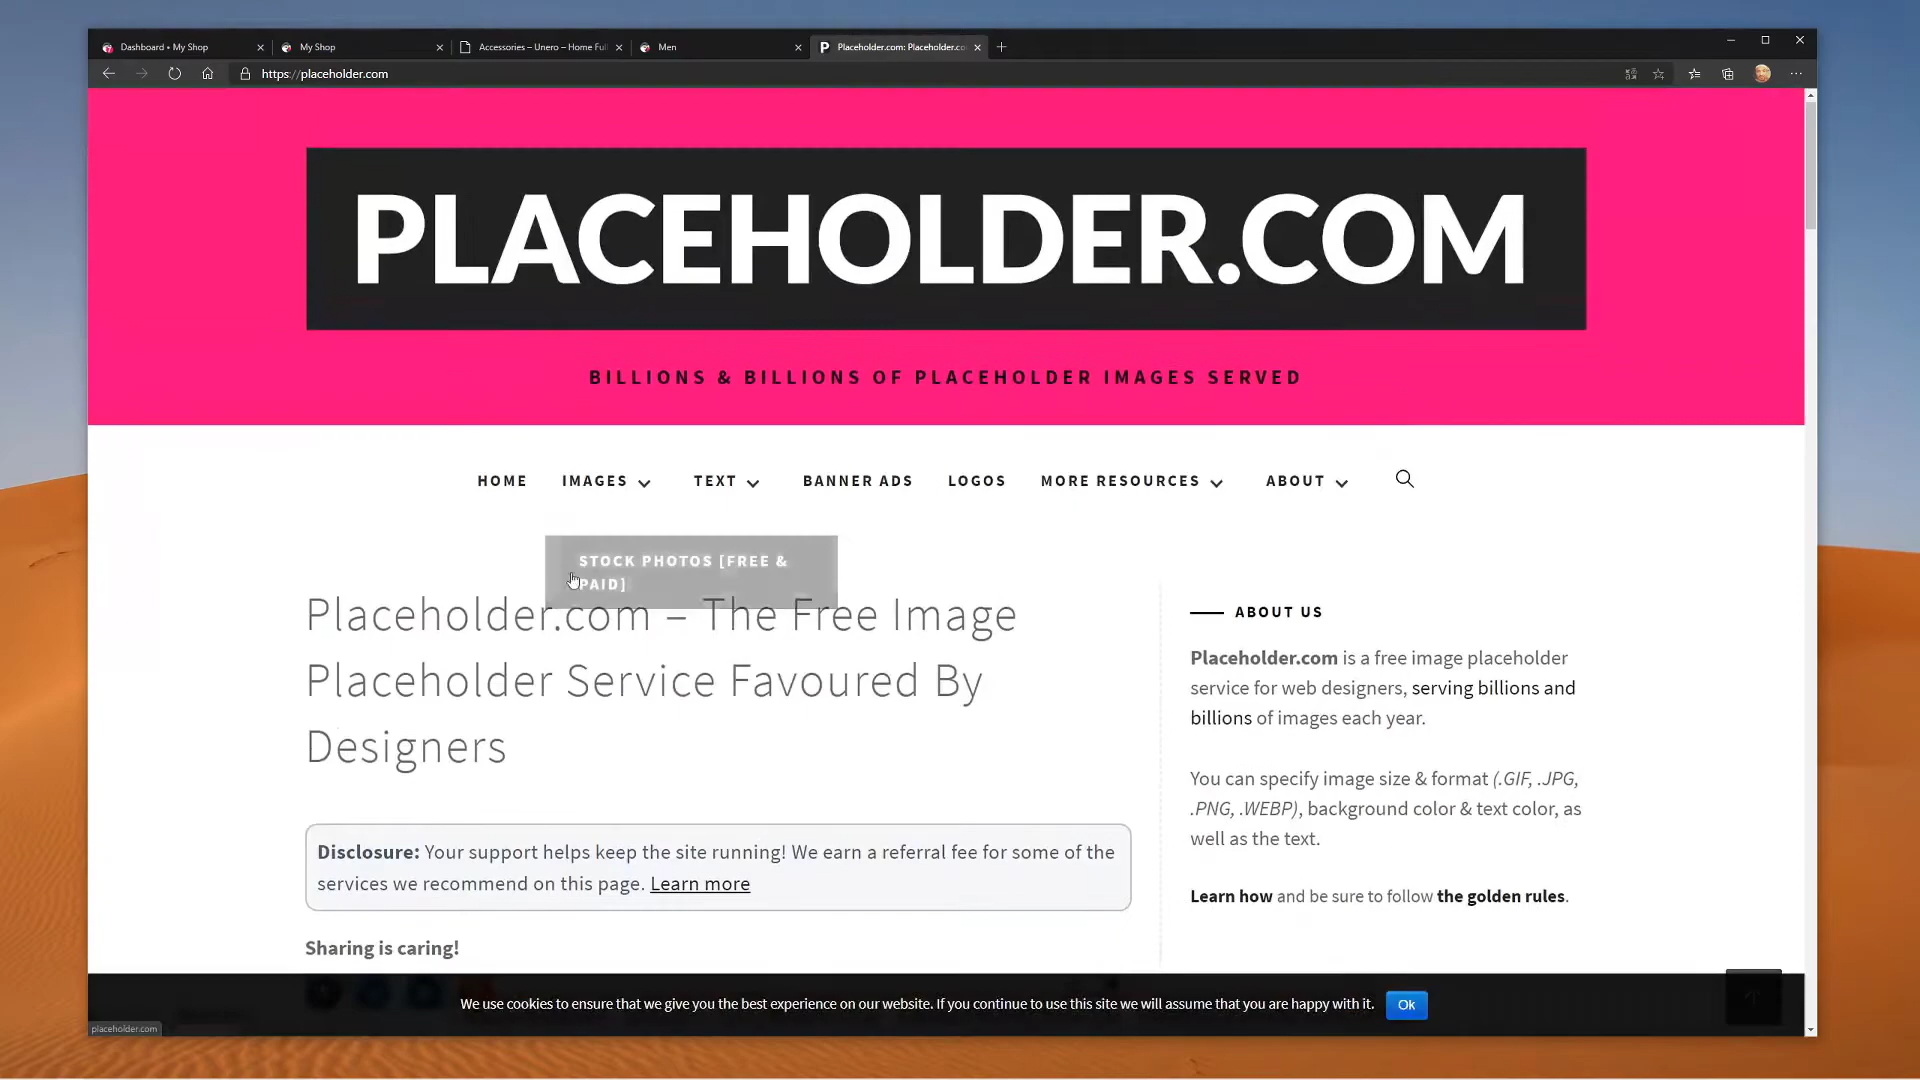 Dashboard • My Shop
My Shop
Accessories – Unero – Home Full
Men
Placeholder.com: Placeholder.co
https://placeholder.com
PLACEHOLDER.COM
BILLIONS & BILLIONS OF PLACEHOLDER IMAGES SERVED
HOME
IMAGES
TEXT
BANNER ADS
LOGOS
MORE RESOURCES
ABOUT
STOCK PHOTOS [FREE &
PAID]
Placeholder.com – The Free Image
Placeholder Service Favoured By
Designers
Disclosure: Your support helps keep the site running! We earn a referral fee for some of the
services we recommend on this page. Learn more
Sharing is caring!
ABOUT US
Placeholder.com is a free image placeholder
service for web designers, serving billions and
billions of images each year.
You can specify image size & format (.GIF, .JPG,
.PNG, .WEBP), background color & text color, as
well as the text.
Learn how and be sure to follow the golden rules.
We use cookies to ensure that we give you the best experience on our website. If you continue to use this site we will assume that you are happy with it.
Ok
placeholder.com